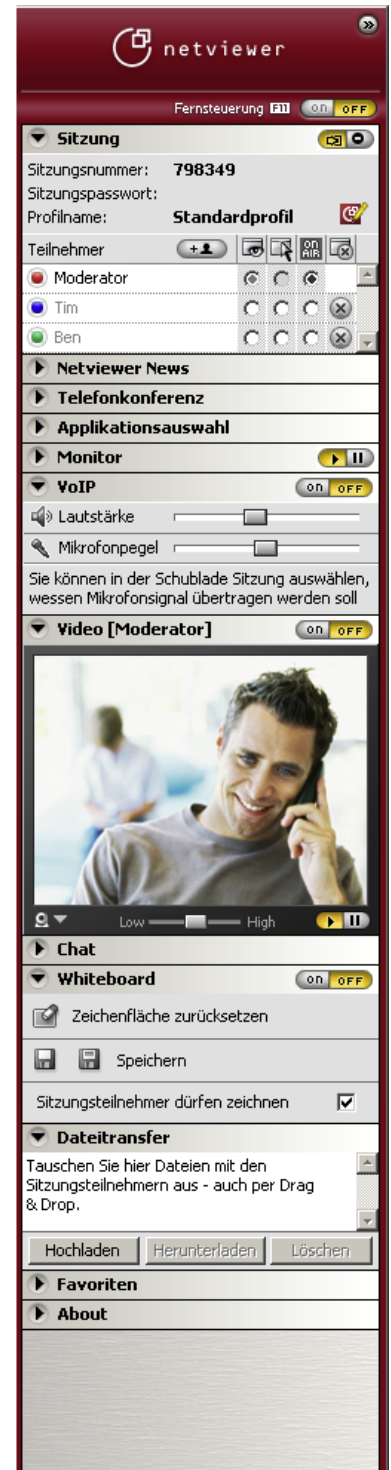 netviewer
Fernsteuerung F11 on OFF
Sitzung
Sitzungsnummer: 798349
Sitzungspasswort:
Profilname: Standardprofil
Teilnehmer + on AIR
Moderator
Tim
Ben
Netviewer News
Telefonkonferenz
Applikationsauswahl
Monitor
VoIP on OFF
Lautstärke
Mikrofonpegel
Sie können in der Schublade Sitzung auswählen,
wessen Mikrofonsignal übertragen werden soll
Video [Moderator] on OFF
Low High
Chat
Whiteboard on OFF
Zeichenfläche zurücksetzen
Speichern
Sitzungsteilnehmer dürfen zeichnen
Dateitransfer
Tauschen Sie hier Dateien mit den
Sitzungsteilnehmern aus - auch per Drag
& Drop.
Hochladen Herunterladen Löschen
Favoriten
About